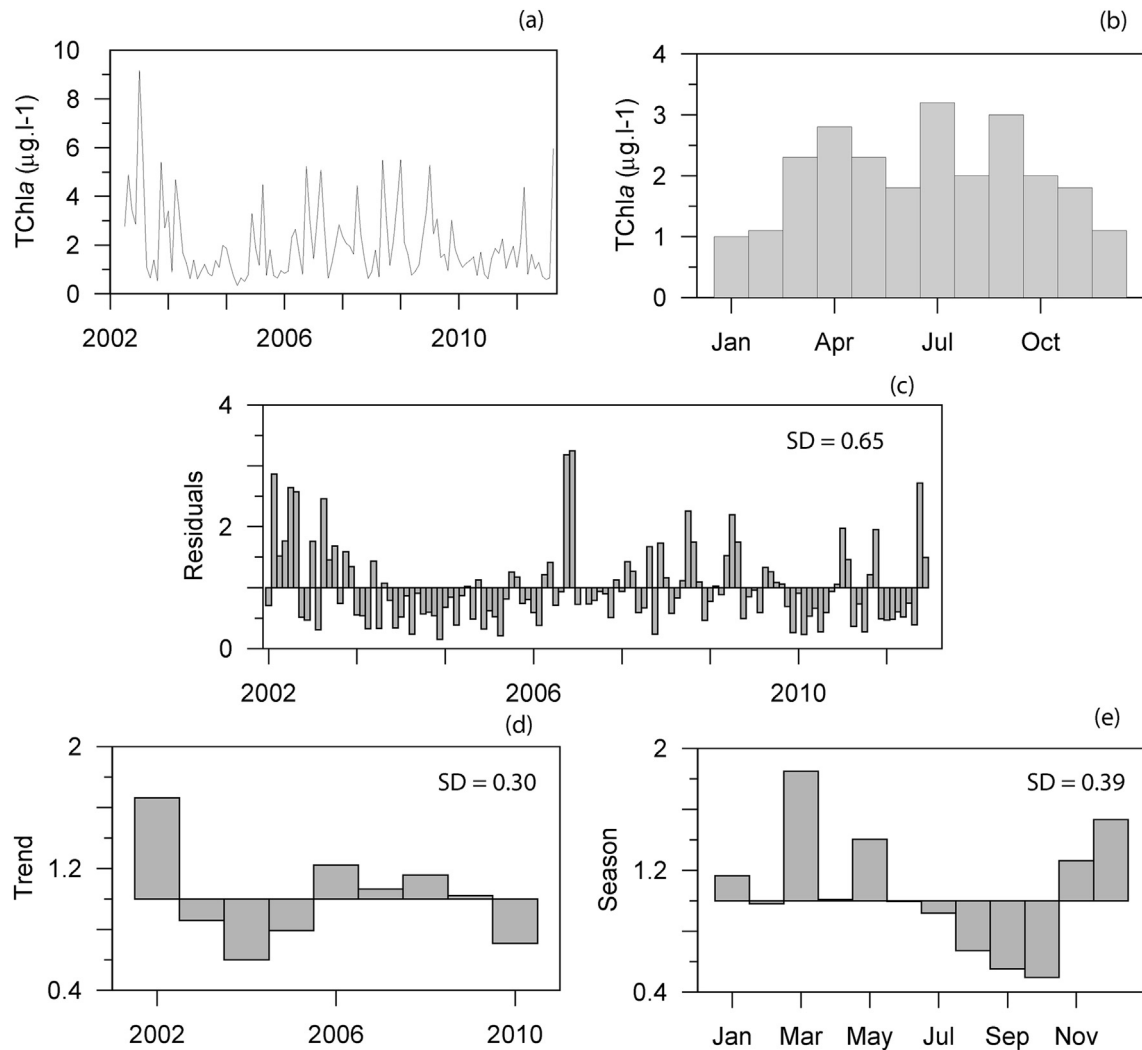 (a)
10
8
6
4
2
0
TChla (µg.l-1)
2002
2006
2010
(b)
4
3
2
1
0
TChla (µg.l-1)
Jan
Apr
Jul
Oct
(c)
4
2
0
Residuals
SD = 0.65
2002
2006
2010
(d)
2
1.2
0.4
Trend
SD = 0.30
2002
2006
2010
(e)
2
1.2
0.4
Season
SD = 0.39
Jan
Mar
May
Jul
Sep
Nov